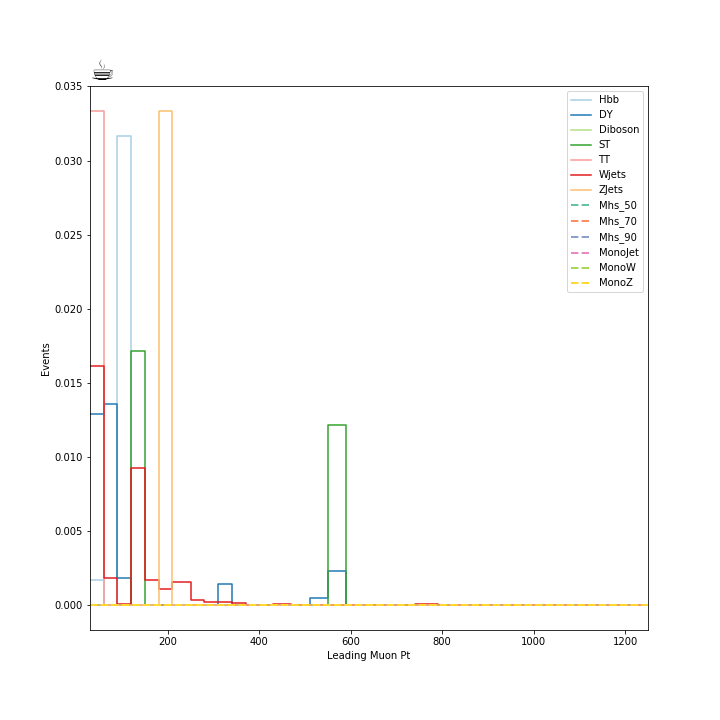 0.035
0.030
0.025
0.020
0.015
0.010
0.005
0.000
Events
200 400 600 800 1000 1200
Leading Muon Pt
Hbb
DY
Diboson
ST
TT
Wjets
ZJets
Mhs_50
Mhs_70
Mhs_90
MonoJet
MonoW
MonoZ